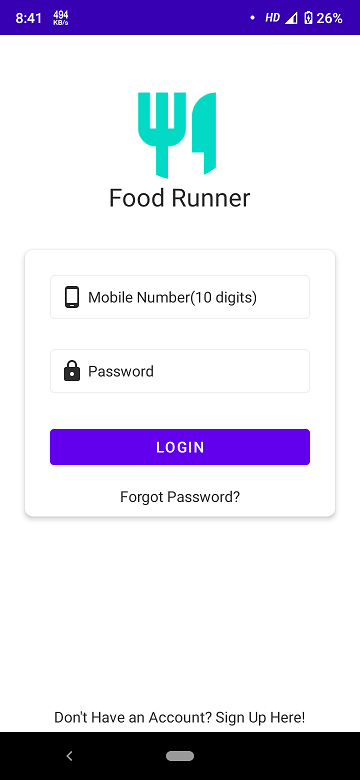 8:41 494 KB/s HD 26%
Food Runner
Mobile Number(10 digits)
Password
LOGIN
Forgot Password?
Don't Have an Account? Sign Up Here!